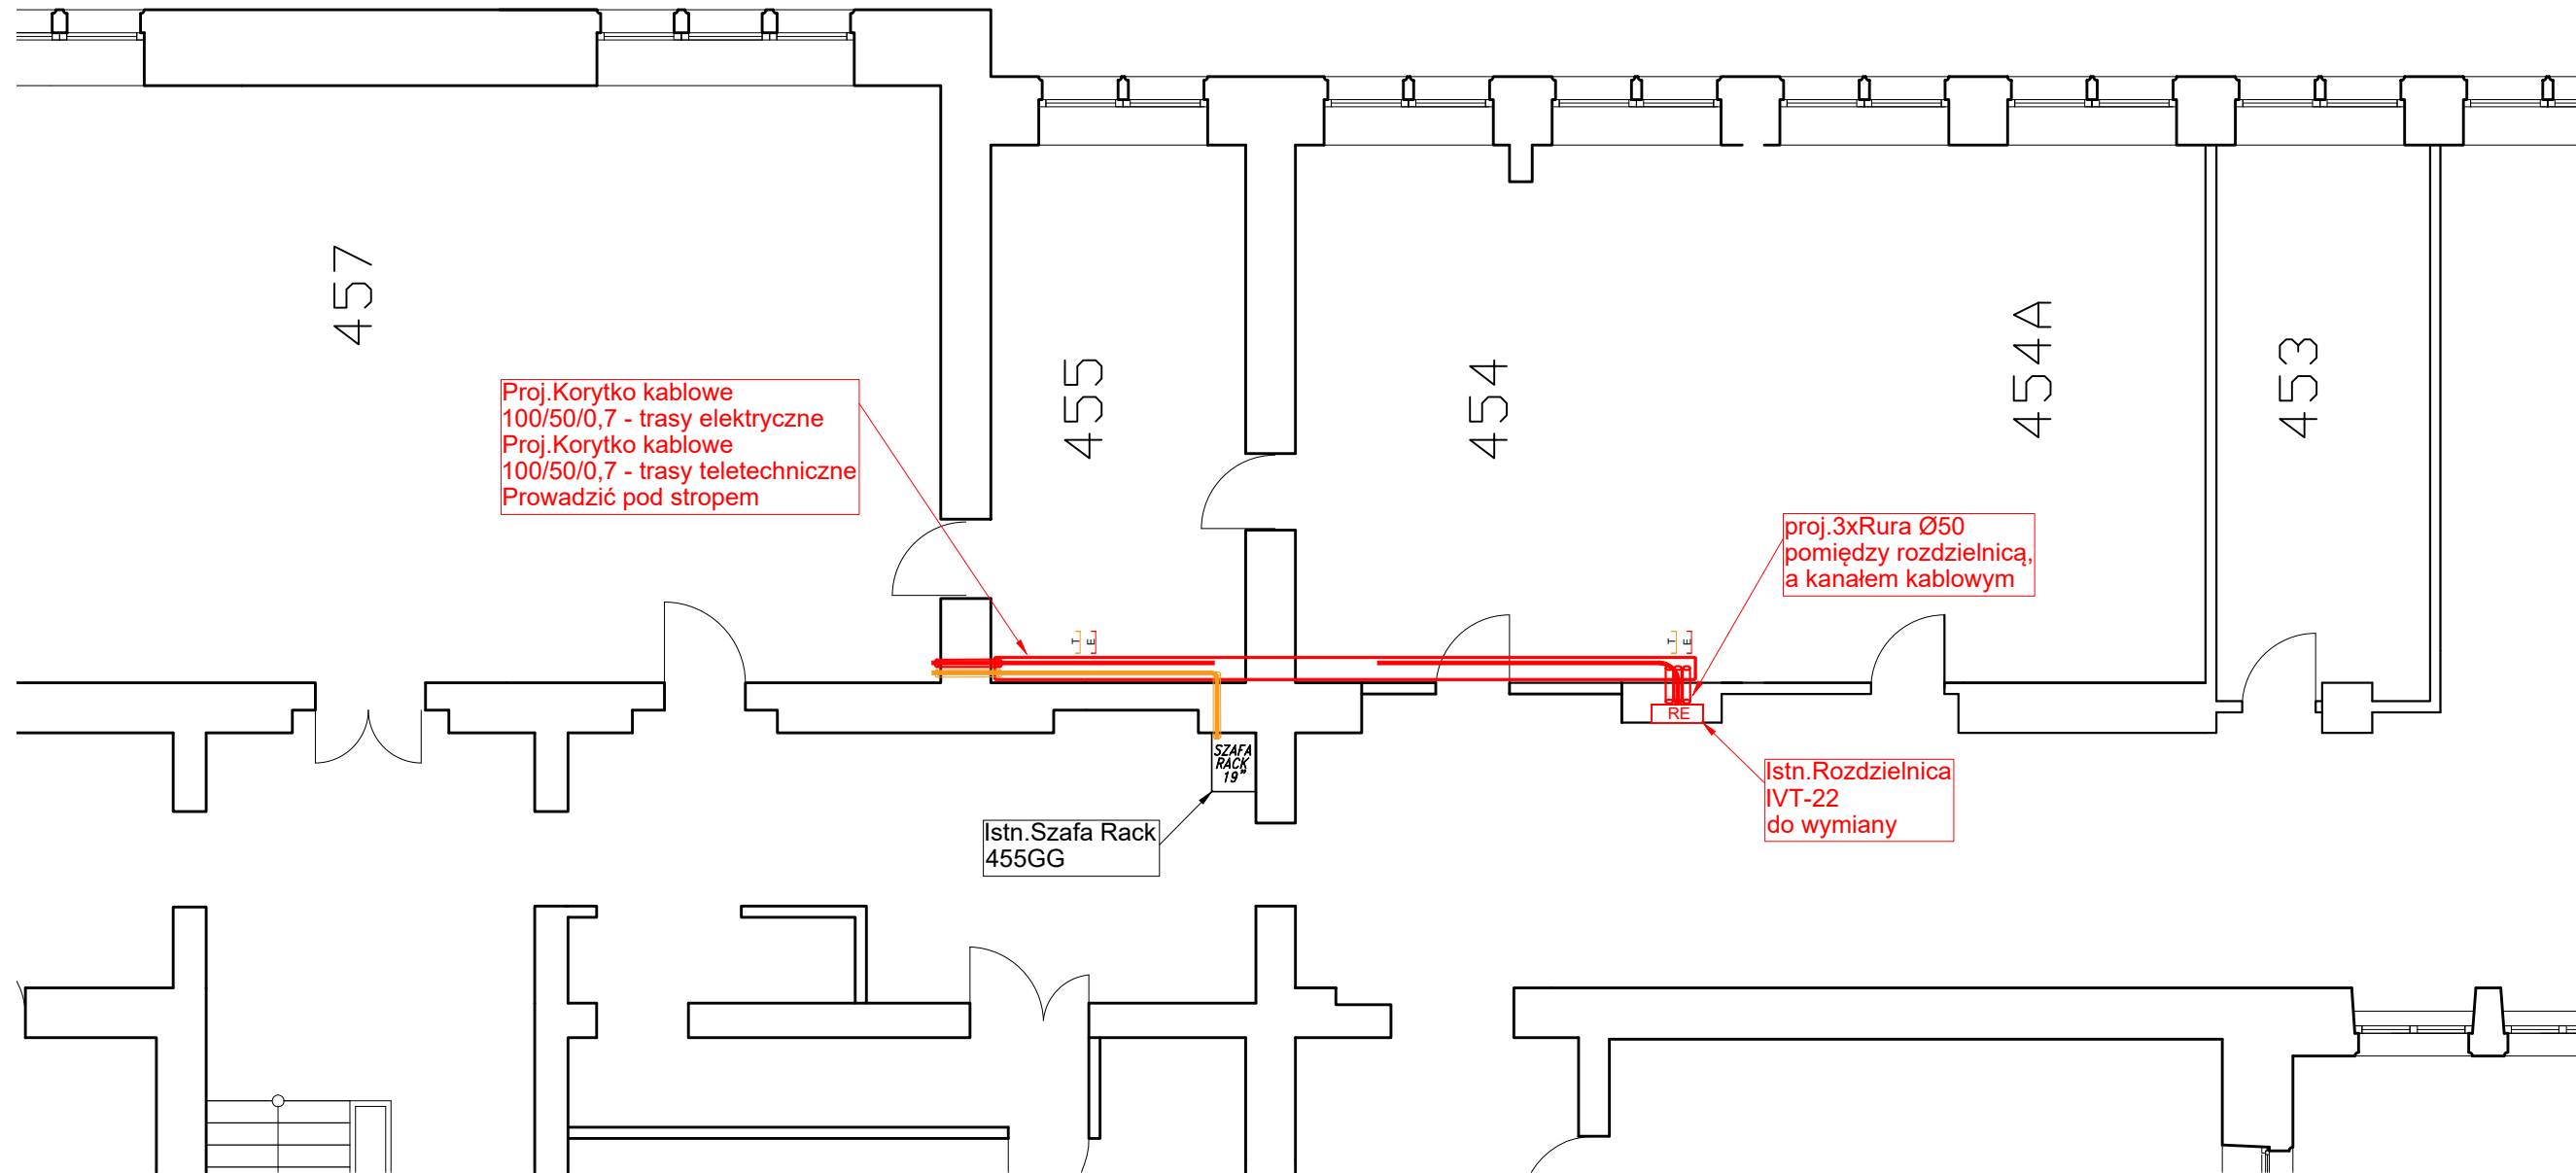 457
455
454
454A
453
Proj.Korytko kablowe
100/50/0,7 - trasy elektryczne
Proj.Korytko kablowe
100/50/0,7 - trasy teletechniczne
Prowadzić pod stropem
proj.3xRura Ø50
pomiędzy rozdzielnicą,
a kanałem kablowym
T
E
T
E
RE
SZAFA
RACK
19"
Istn.Rozdzielnica
IVT-22
do wymiany
Istn.Szafa Rack
455GG